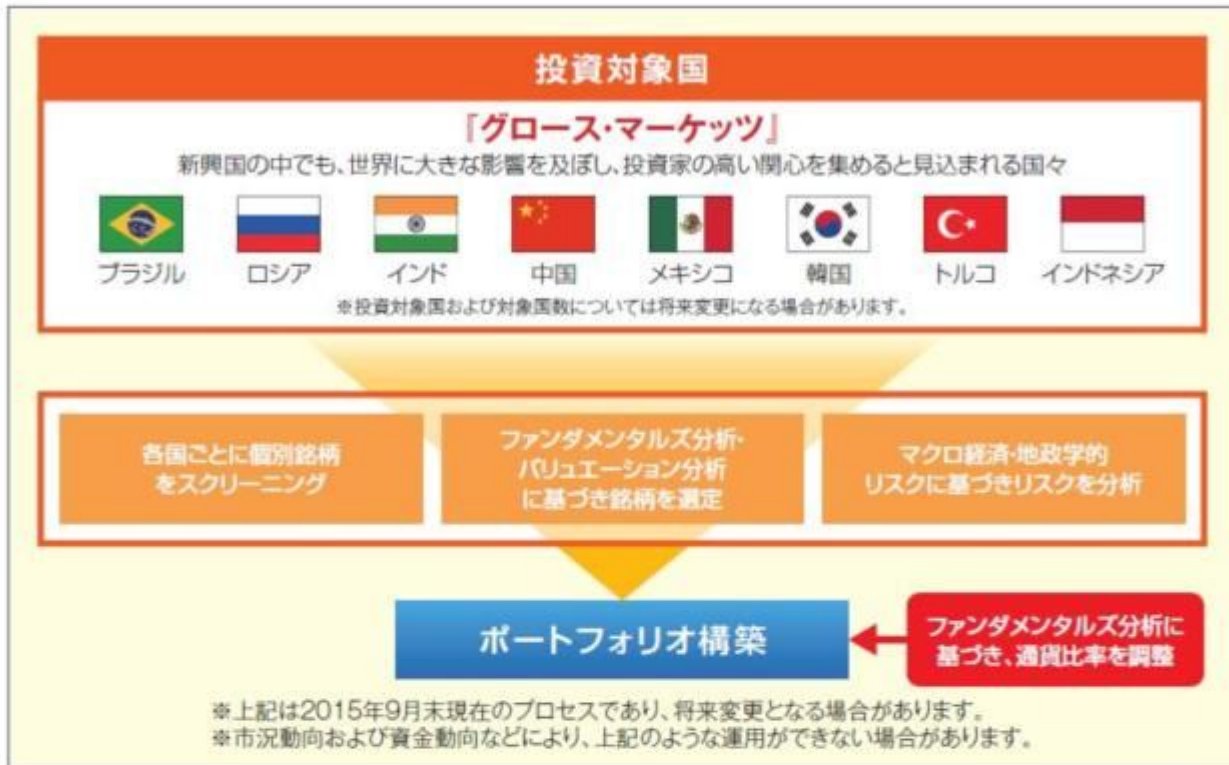 投資対象国
『グロース・マーケッツ』
新興国の中でも、世界に大きな影響を及ぼし、投資家の高い関心を集めると見込まれる国々
ブラジル ロシア インド 中国 メキシコ 韓国 トルコ インドネシア
※投資対象国および対象国数については将来変更になる場合があります。
各国ごとに個別銘柄
をスクリーニング
ファンダメンタルズ分析・
バリュエーション分析
に基づき銘柄を選定
マクロ経済・地政学的
リスクに基づきリスクを分析
ポートフォリオ構築
ファンダメンタルズ分析に
基づき、通貨比率を調整
※上記は2015年9月末現在のプロセスであり、将来変更となる場合があります。
※市況動向および資金動向などにより、上記のような運用ができない場合があります。